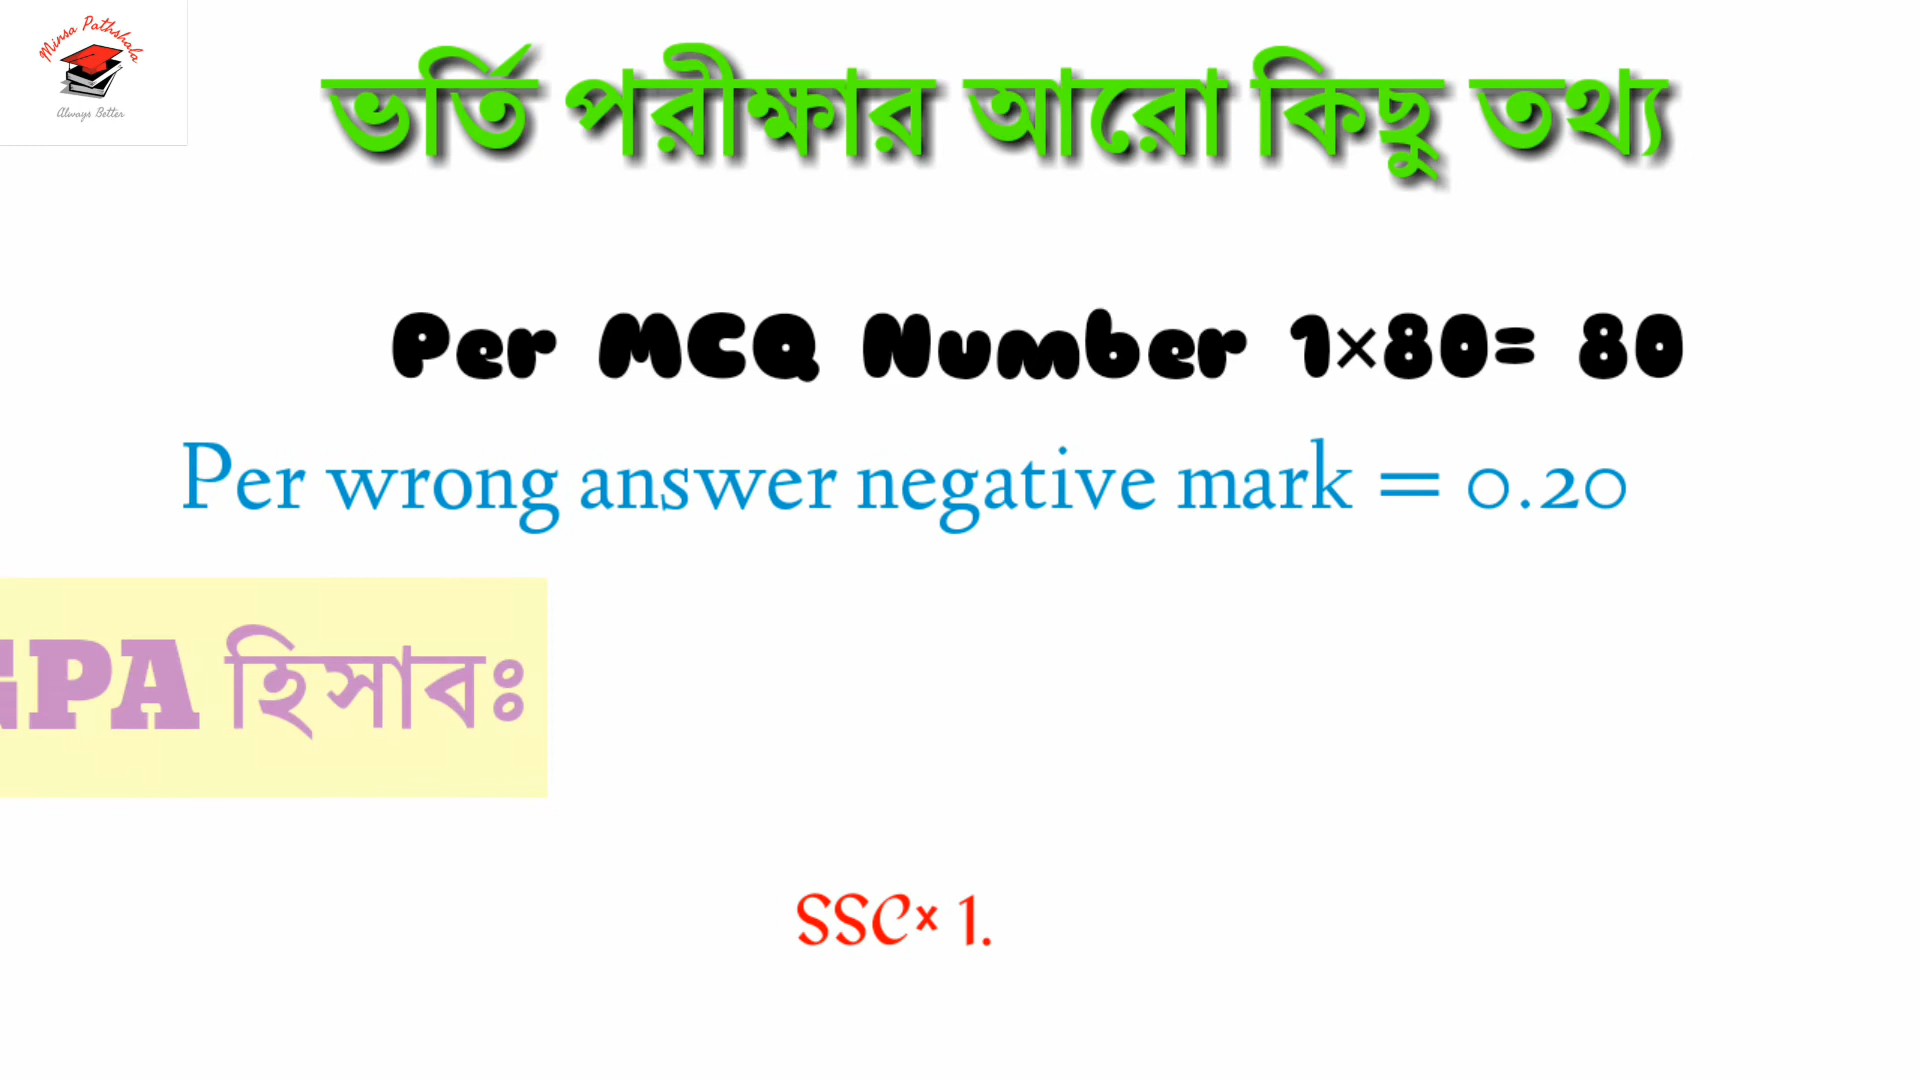 Minsa Pathshala
Always Better
ভর্তি পরীক্ষার আরো কিছু তথ্য
Per MCQ Number 1×80= 80
Per wrong answer negative mark = 0.20
GPA হিসাবঃ
SSC× 1.